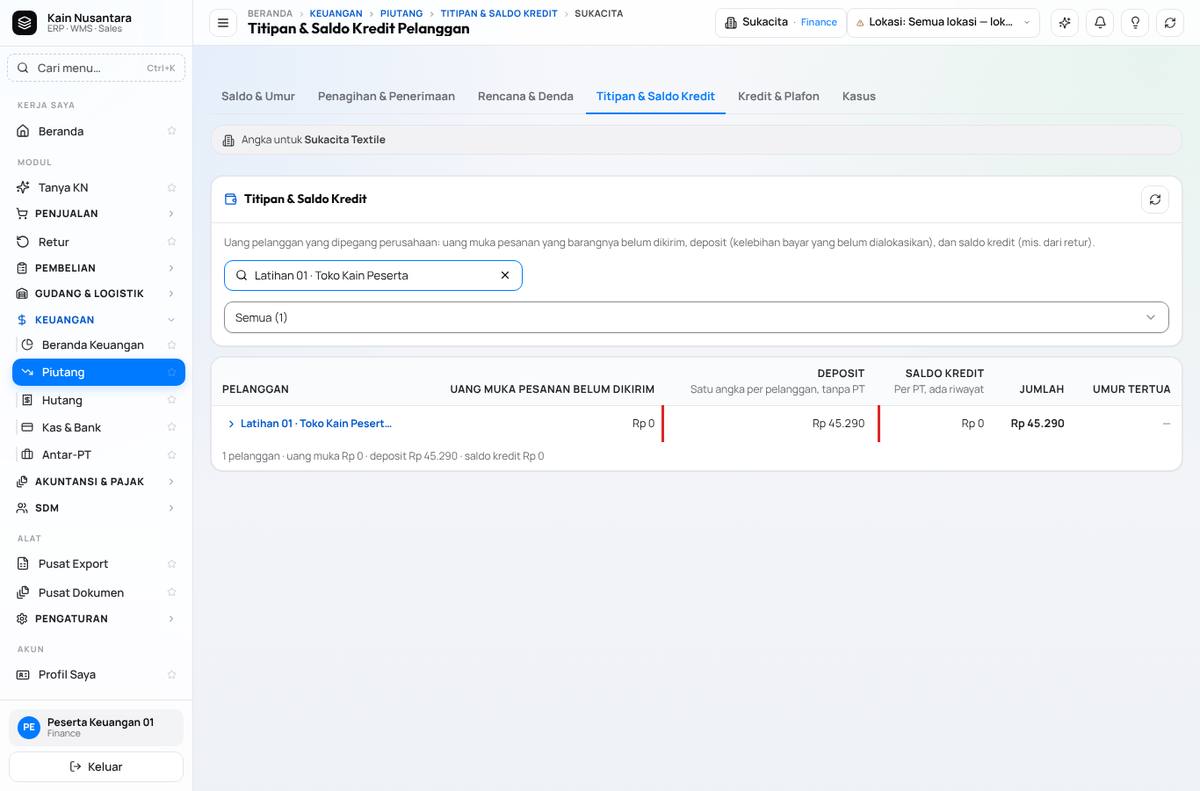 Kain Nusantara
ERP · WMS · Sales
Cari menu...
Ctrl+K
KERJA SAYA
Beranda
MODUL
Tanya KN
PENJUALAN
Retur
PEMBELIAN
GUDANG & LOGISTIK
KEUANGAN
Beranda Keuangan
Piutang
Hutang
Kas & Bank
Antar-PT
AKUNTANSI & PAJAK
SDM
ALAT
Pusat Export
Pusat Dokumen
PENGATURAN
AKUN
Profil Saya
PE
Peserta Keuangan 01
Finance
Keluar
BERANDA › KEUANGAN › PIUTANG › TITIPAN & SALDO KREDIT › SUKACITA
Titipan & Saldo Kredit Pelanggan
Sukacita · Finance
Lokasi: Semua lokasi — lok...
Saldo & Umur
Penagihan & Penerimaan
Rencana & Denda
Titipan & Saldo Kredit
Kredit & Plafon
Kasus
Angka untuk Sukacita Textile
Titipan & Saldo Kredit
Uang pelanggan yang dipegang perusahaan: uang muka pesanan yang barangnya belum dikirim, deposit (kelebihan bayar yang belum dialokasikan), dan saldo kredit (mis. dari retur).
Latihan 01 · Toko Kain Peserta
Semua (1)
PELANGGAN
UANG MUKA PESANAN BELUM DIKIRIM
DEPOSIT
Satu angka per pelanggan, tanpa PT
SALDO KREDIT
Per PT, ada riwayat
JUMLAH
UMUR TERTUA
Latihan 01 · Toko Kain Pesert...
Rp 0
Rp 45.290
Rp 0
Rp 45.290
—
1 pelanggan · uang muka Rp 0 · deposit Rp 45.290 · saldo kredit Rp 0